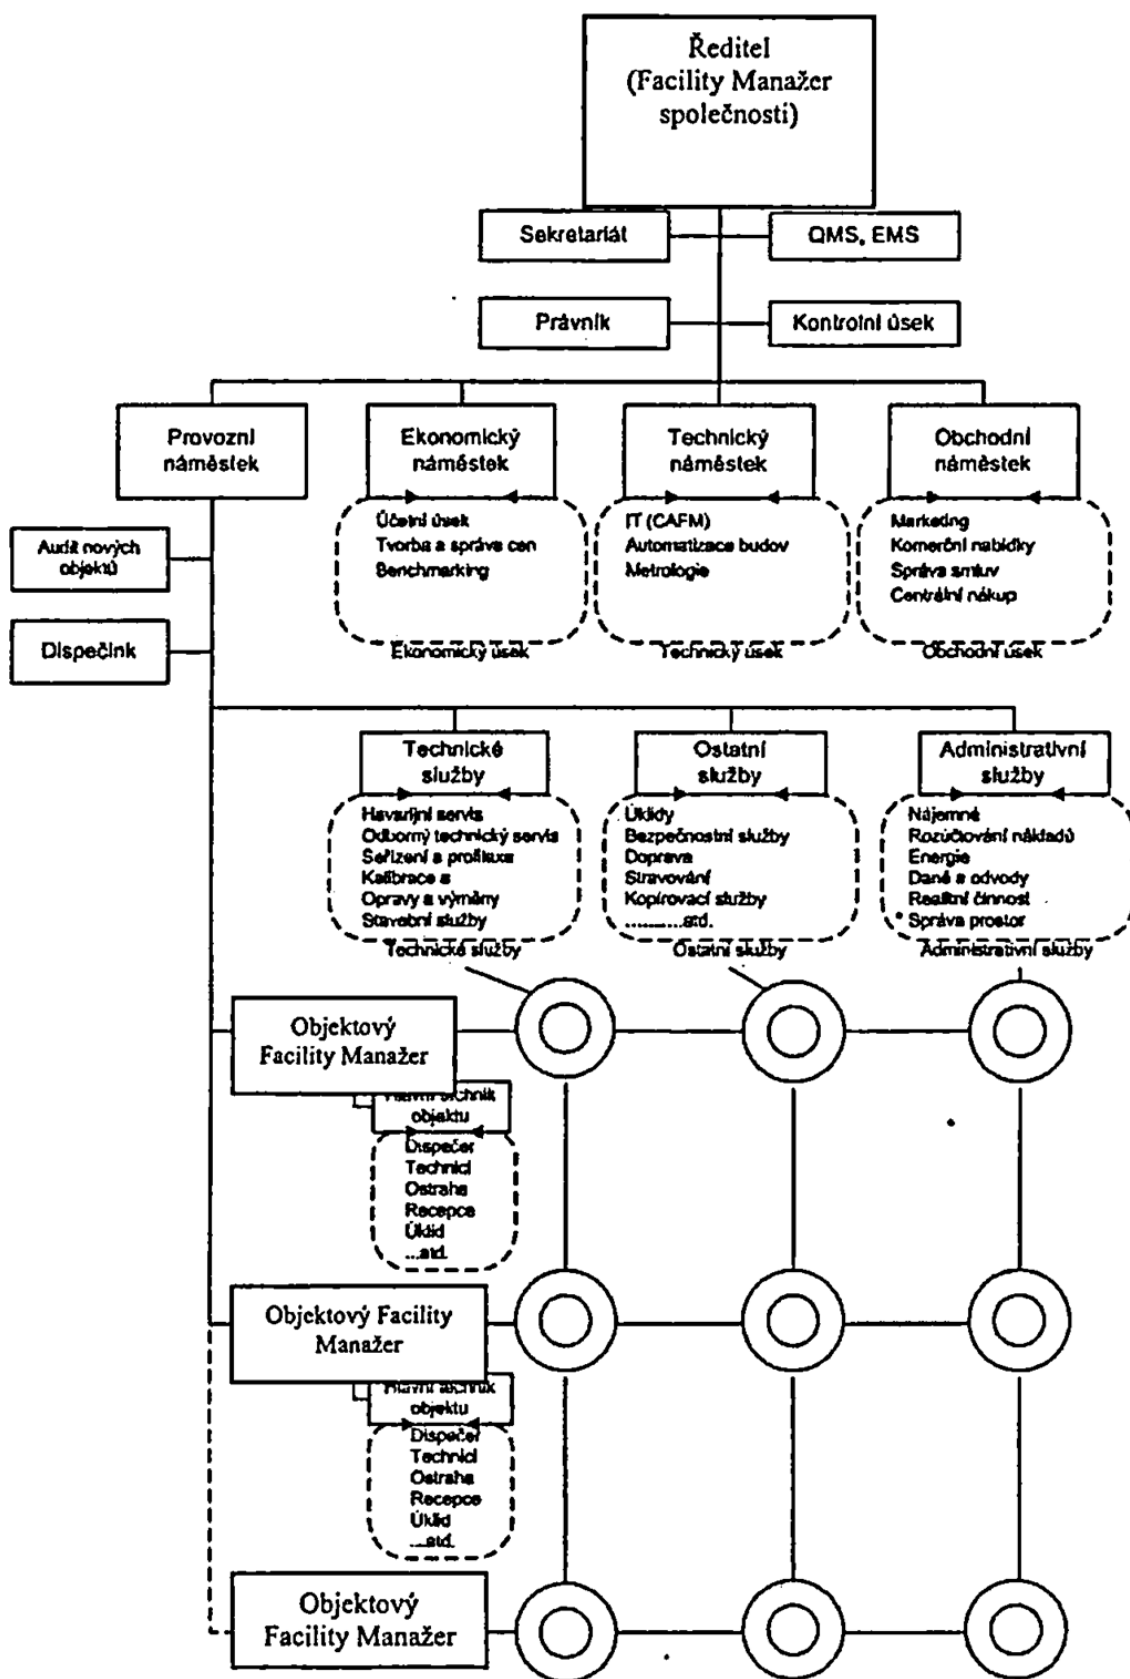 Ředitel
(Facility Manažer
společnosti)
Sekretariát
QMS, EMS
Právník
Kontrolní úsek
Provozní
náměstek
Ekonomický
náměstek
Technický
náměstek
Obchodní
náměstek
Audit nových
objektů
Dispečink
Účetní úsek
Tvorba a správa cen
Benchmarking
Ekonomický úsek
IT (CAFM)
Automatizace budov
Metrologie
Technický úsek
Marketing
Komerční nabídky
Správa smluv
Centrální nákup
Obchodní úsek
Technické
služby
Ostatní
služby
Administrativní
služby
Havarijní servis
Odborný technický servis
Seřízení a profilaxe
Kalibrace a
Opravy a výměny
Stavební služby
Technické služby
Úklidy
Bezpečnostní služby
Doprava
Stravování
Kopírovací služby
...........atd.
Ostatní služby
Nájemné
Rozúčtování nákladů
Energie
Daně a odvody
Realitní činnost
Správa prostor
Administrativní služby
Objektový
Facility Manažer
Hlavní technik
objektu
Dispečer
Technici
Ostraha
Recepce
Úklid
...atd.
Objektový Facility
Manažer
Hlavní technik
objektu
Dispečer
Technici
Ostraha
Recepce
Úklid
....atd.
Objektový
Facility Manažer